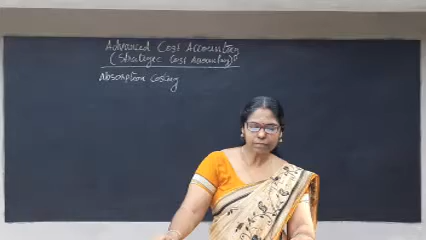 Advanced Cost Accounting
(Strategic Cost Accounting)
Absorption Costing